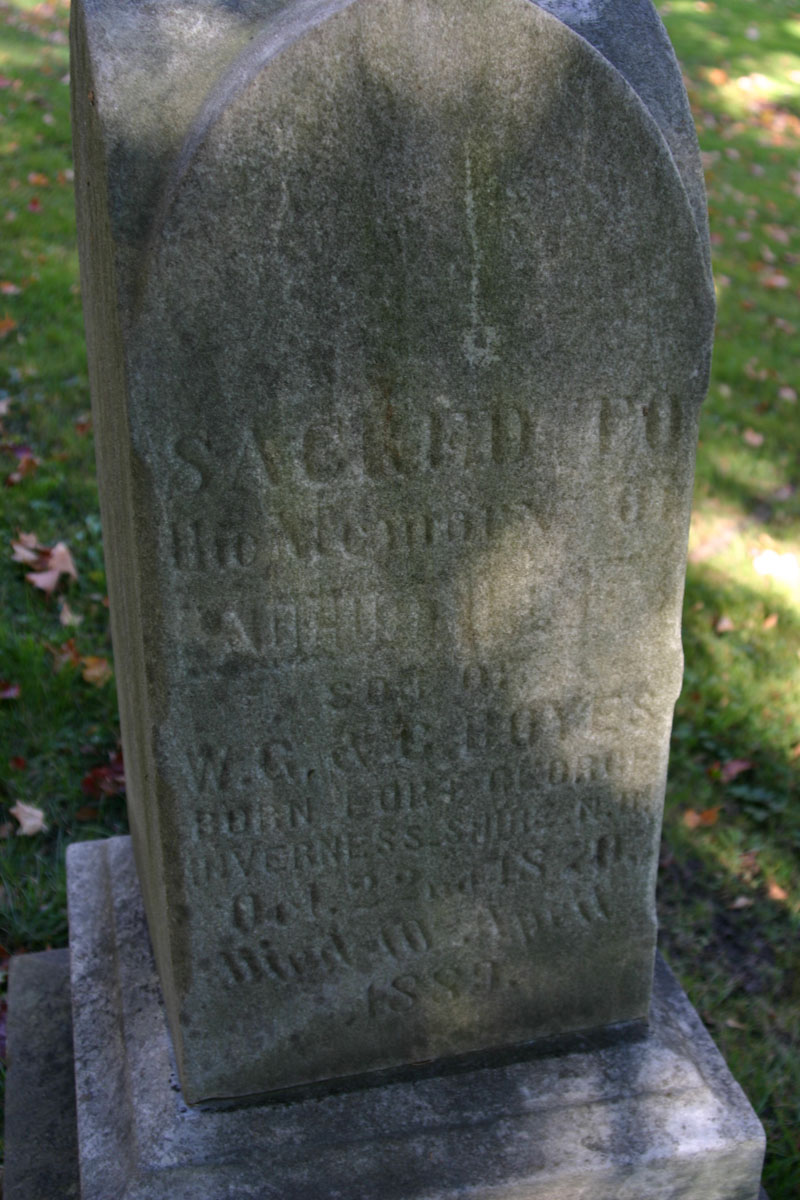 SACRED TO
the Memory of
SON OF
W.G. & C. BOYES
BORN FORT GEORGE
INVERNESS-SHIRE N.B.
Oct. 22nd 1820.
Died 10 April